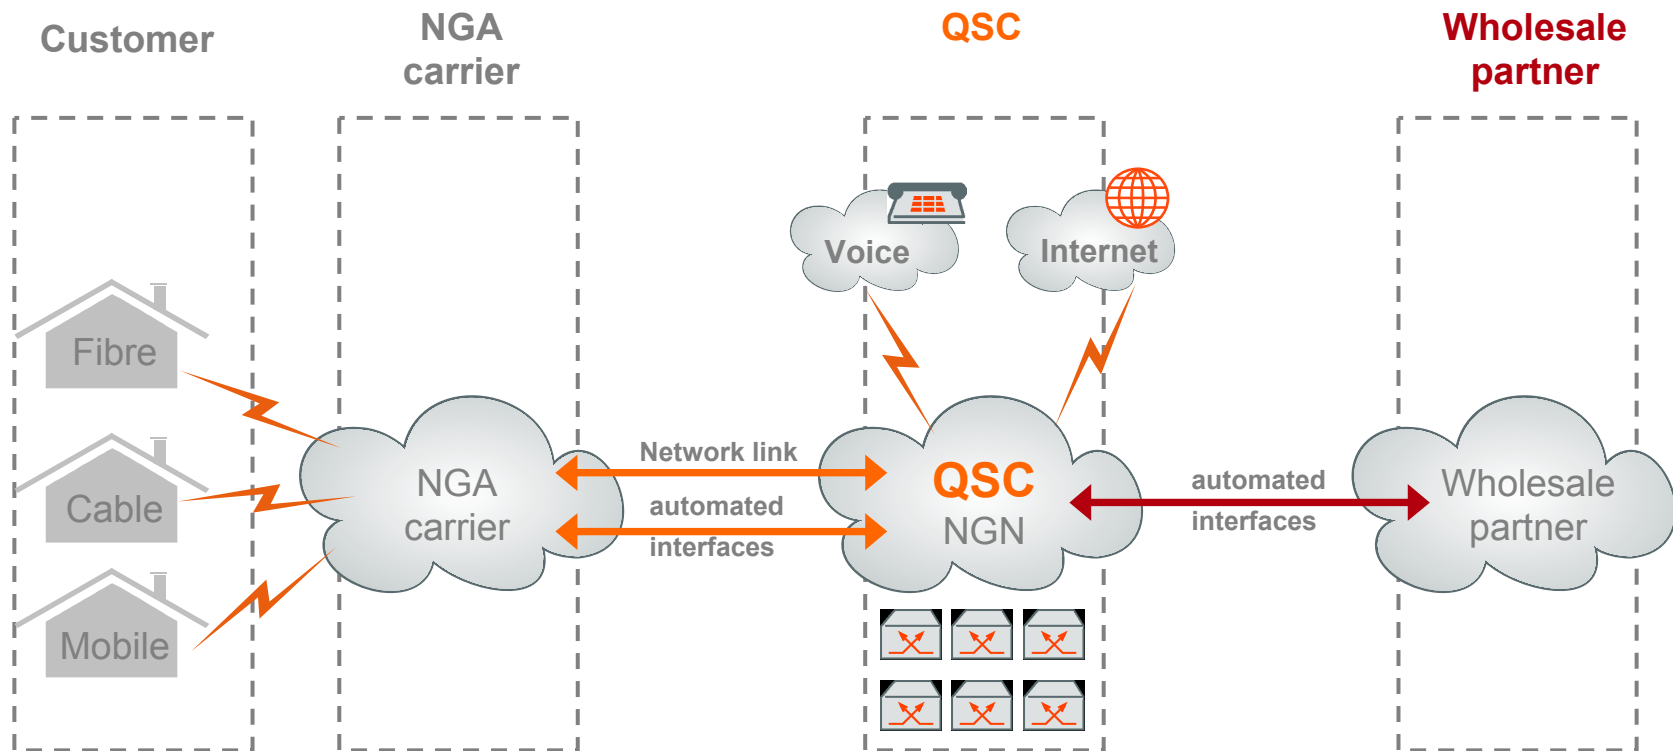 Customer
NGA
carrier
QSC
Wholesale
partner
Voice
Internet
Fibre
Cable
Mobile
NGA
carrier
Network link
automated
interfaces
QSC
NGN
automated
interfaces
Wholesale
partner